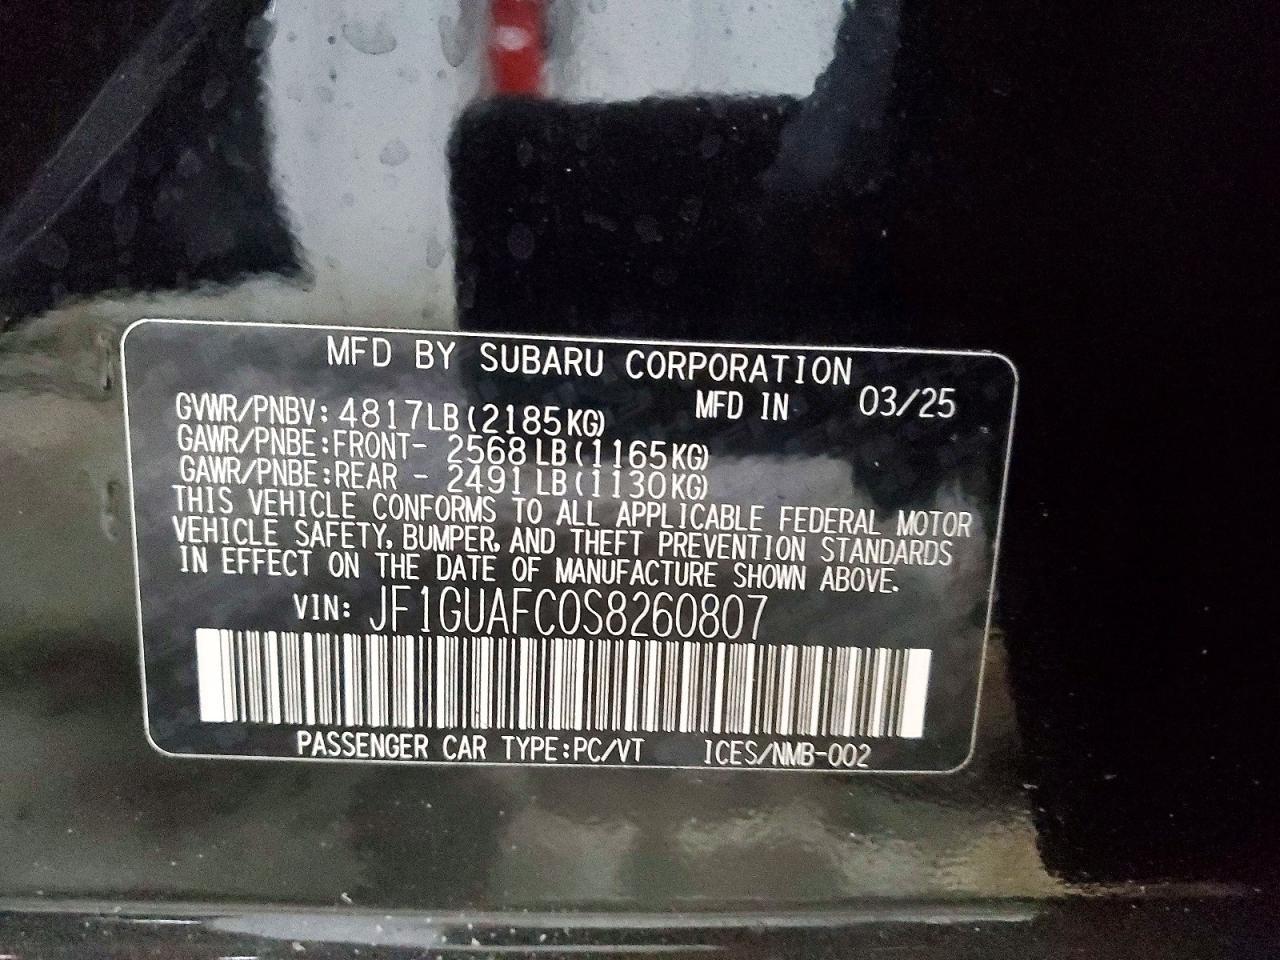 MFD BY SUBARU CORPORATION
MFD IN 03/25
GVWR/PNBV: 4817LB(2185KG)
GAWR/PNBE:FRONT- 2568LB(1165KG)
GAWR/PNBE:REAR - 2491LB(1130KG)
THIS VEHICLE CONFORMS TO ALL APPLICABLE FEDERAL MOTOR
VEHICLE SAFETY, BUMPER, AND THEFT PREVENTION STANDARDS
IN EFFECT ON THE DATE OF MANUFACTURE SHOWN ABOVE.
VIN: JF1GUAFC0S8260807
PASSENGER CAR TYPE:PC/VT ICES/NMB-002